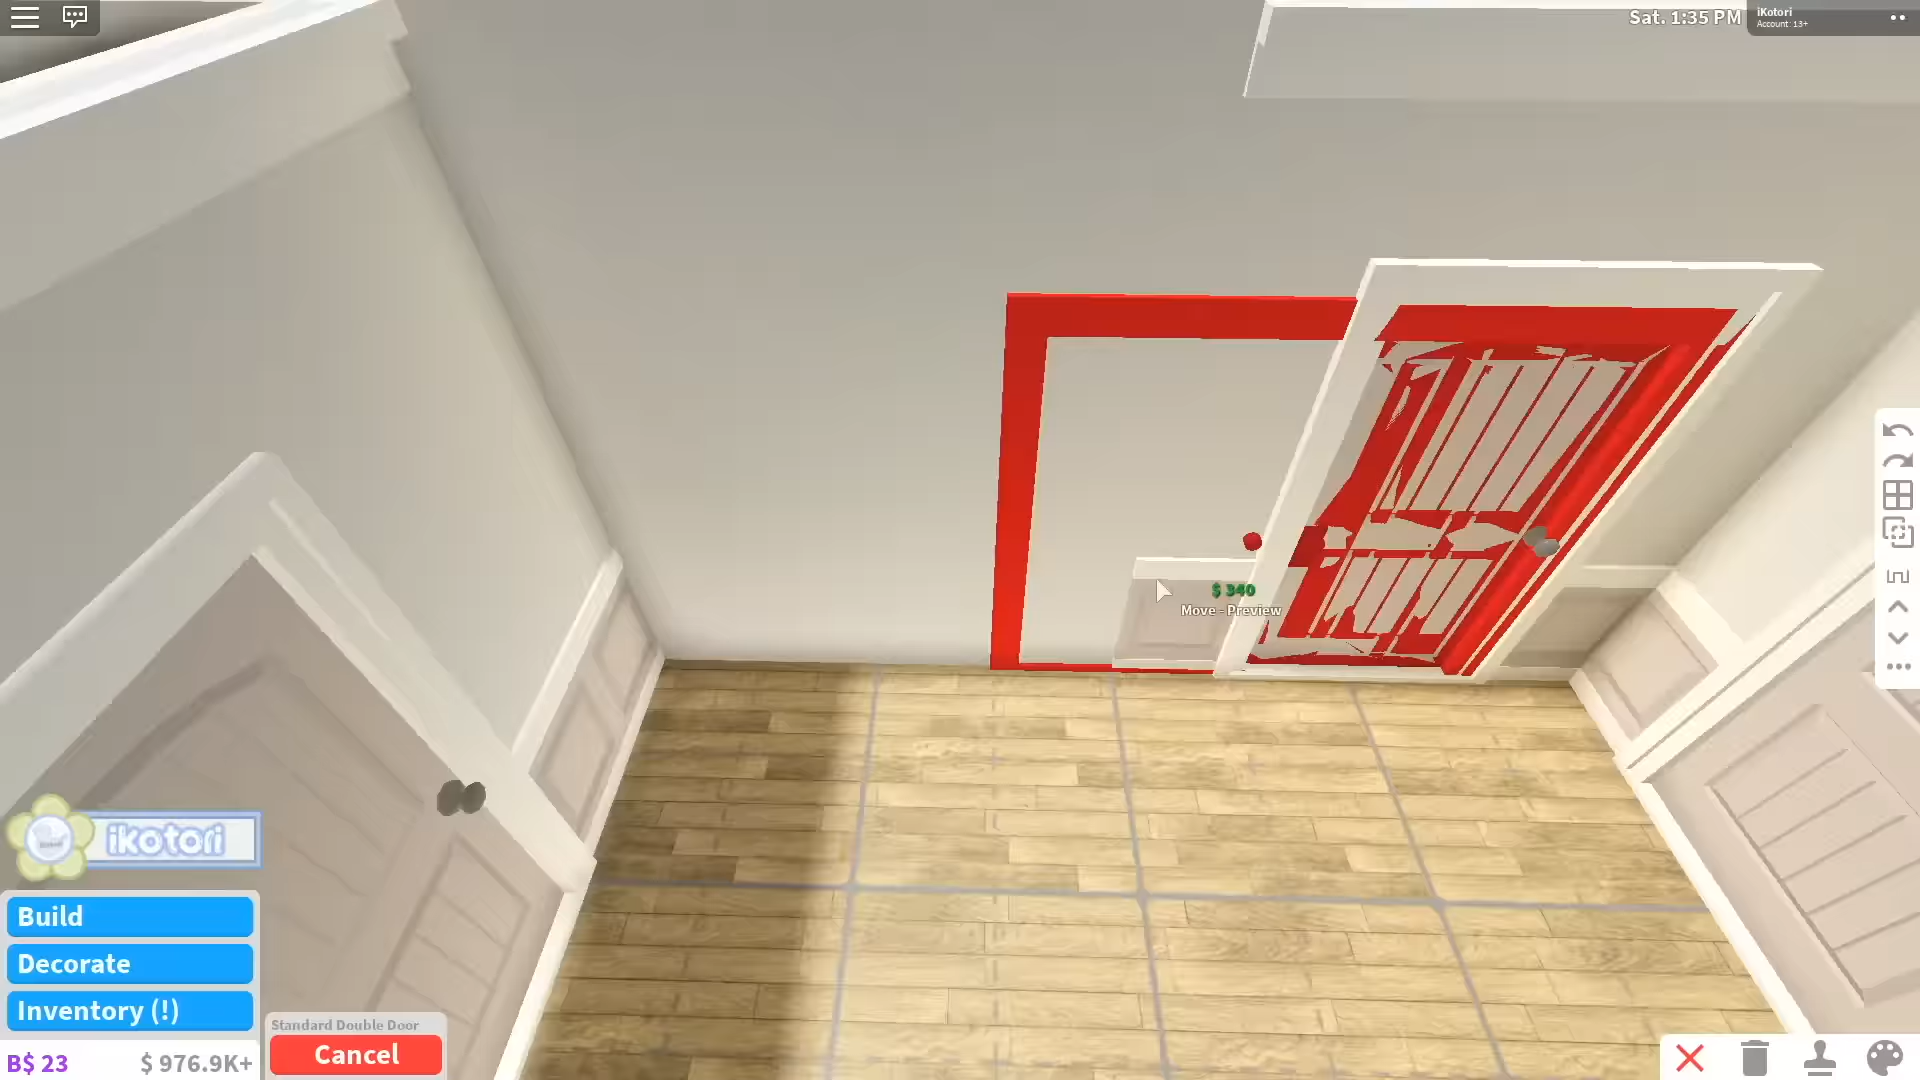 Sat. 1:35 PM
iKotori
Account: 13+
$ 340
Move - Preview
ikotori
Build
Decorate
Inventory (!)
Standard Double Door
Cancel
B$ 23
$ 976.9K+